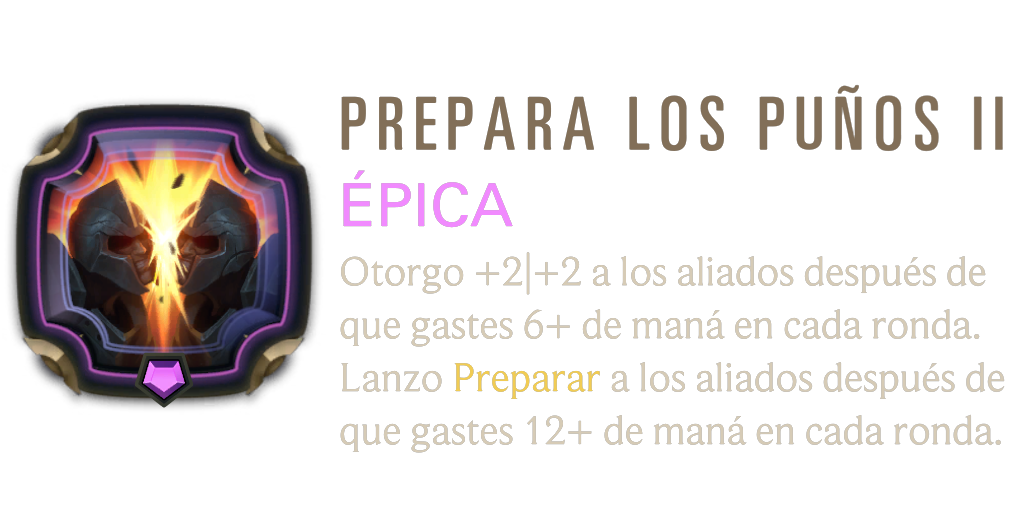 PREPARA LOS PUÑOS II
ÉPICA
Otorgo +2|+2 a los aliados después de
que gastes 6+ de maná en cada ronda.
Lanzo Preparar a los aliados después de
que gastes 12+ de maná en cada ronda.